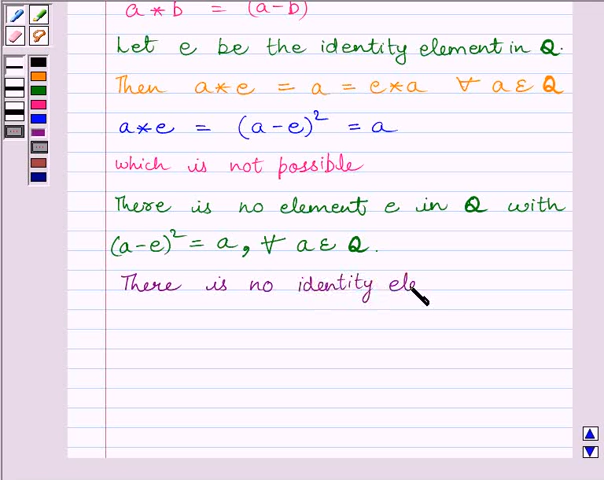 a * b = (a-b)
Let e be the identity element in Q.
Then a * e = a = e * a ∀ a ε Q
a * e = (a-e)² = a
which is not possible
There is no element e in Q with
(a-e)² = a, ∀ a ε Q.
There is no identity ele